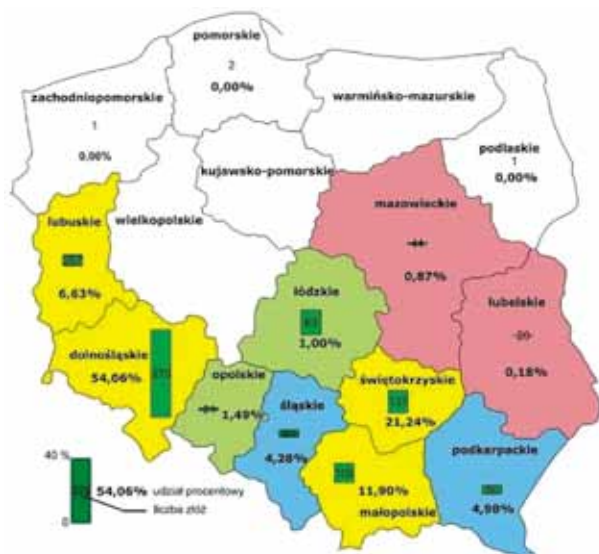 pomorskie
2
0,00%
zachodniopomorskie
1
0,00%
warmińsko-mazurskie
podlaskie
1
0,00%
kujawsko-pomorskie
mazowieckie
0,87%
lubuskie
6,63%
wielkopolskie
łódzkie
1,00%
lubelskie
0,18%
dolnośląskie
54,06%
opolskie
1,49%
śląskie
4,28%
świętokrzyskie
21,24%
podkarpackie
4,98%
11,90%
małopolskie
40 %
0
54,06% udział procentowy
liczba złóż